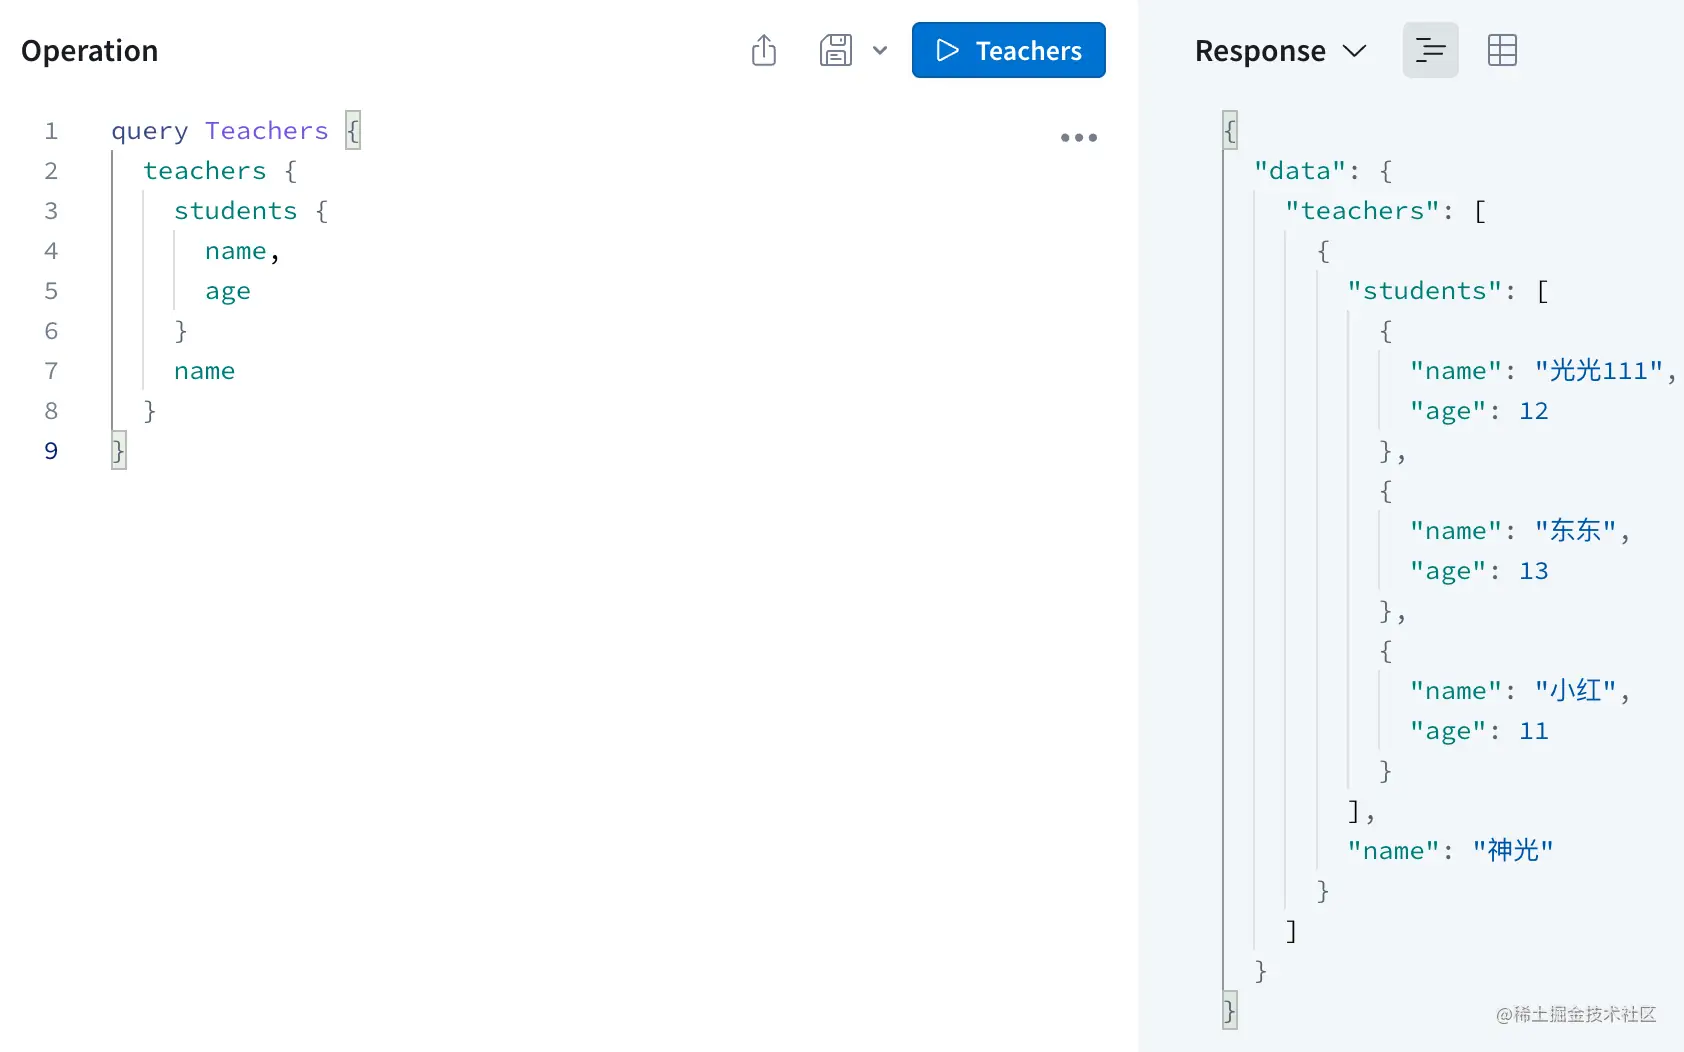 Operation
Teachers
1 query Teachers {
2 teachers {
3 students {
4 name,
5 age
6 }
7 name
8 }
9 }
Response
{
"data": {
"teachers": [
{
"students": [
{
"name": "光光111",
"age": 12
},
{
"name": "东东",
"age": 13
},
{
"name": "小红",
"age": 11
}
],
"name": "神光"
}
]
}
}
@稀土掘金技术社区